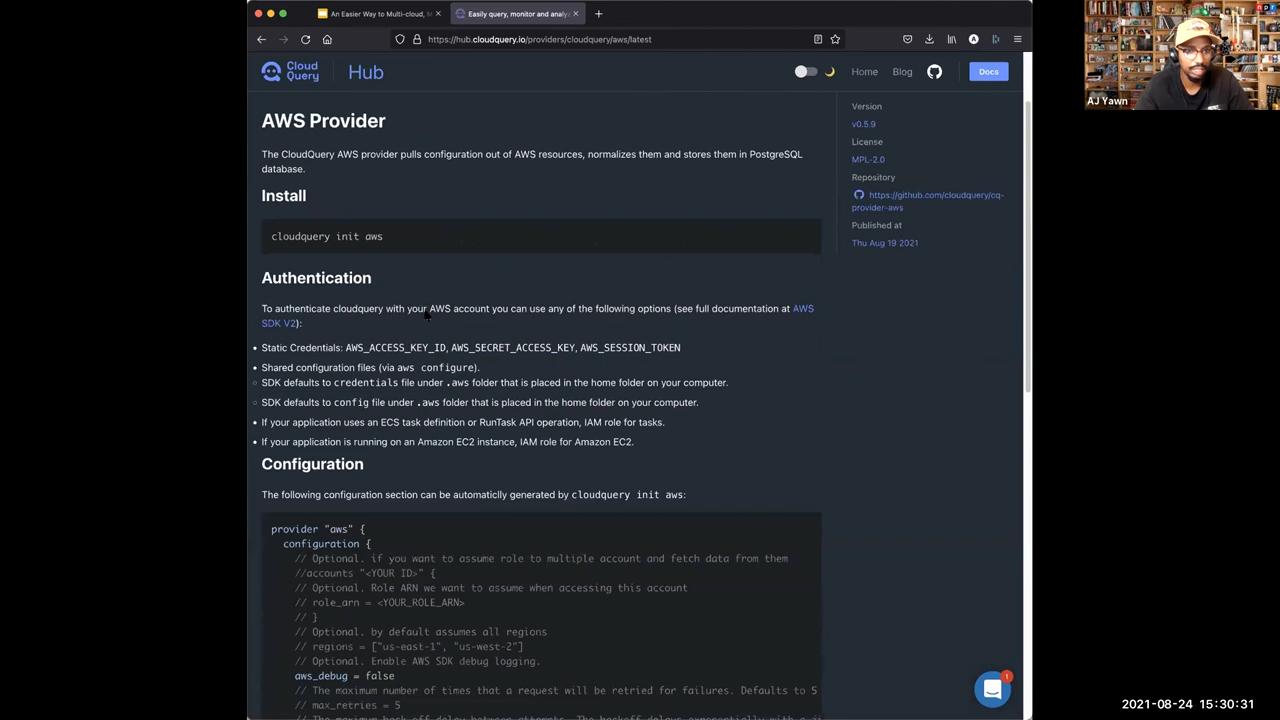 An Easier Way to Multi-cloud,
Easily query, monitor and analy
https://hub.cloudquery.io/providers/cloudquery/aws/latest
Cloud Query
Hub
Home
Blog
Docs
AWS Provider
The CloudQuery AWS provider pulls configuration out of AWS resources, normalizes them and stores them in PostgreSQL
database.
Install
cloudquery init aws
Authentication
To authenticate cloudquery with your AWS account you can use any of the following options (see full documentation at AWS
SDK V2):
• Static Credentials: AWS_ACCESS_KEY_ID, AWS_SECRET_ACCESS_KEY, AWS_SESSION_TOKEN
• Shared configuration files (via aws configure).
◦ SDK defaults to credentials file under .aws folder that is placed in the home folder on your computer.
◦ SDK defaults to config file under .aws folder that is placed in the home folder on your computer.
• If your application uses an ECS task definition or RunTask API operation, IAM role for tasks.
• If your application is running on an Amazon EC2 instance, IAM role for Amazon EC2.
Configuration
The following configuration section can be automaticlly generated by cloudquery init aws:
provider "aws" {
configuration {
// Optional. if you want to assume role to multiple account and fetch data from them
//accounts "<YOUR ID>" {
// Optional. Role ARN we want to assume when accessing this account
// role_arn = <YOUR_ROLE_ARN>
// }
// Optional. by default assumes all regions
// regions = ["us-east-1", "us-west-2"]
// Optional. Enable AWS SDK debug logging.
aws_debug = false
// The maximum number of times that a request will be retried for failures. Defaults to 5
// max_retries = 5
Version
v0.5.9
License
MPL-2.0
Repository
https://github.com/cloudquery/cq-
provider-aws
Published at
Thu Aug 19 2021
1
npr
AJ Yawn
2021-08-24 15:30:31